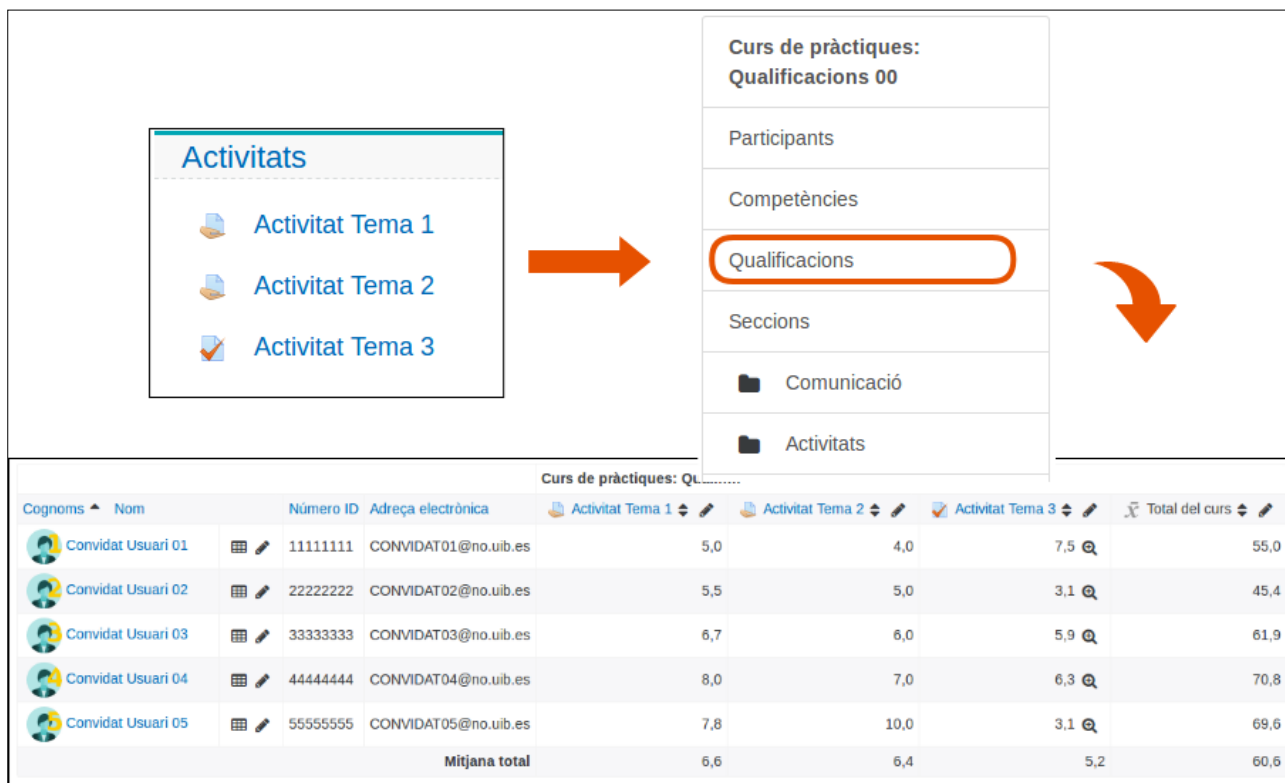 Activitats
Activitat Tema 1
Activitat Tema 2
Activitat Tema 3
Curs de pràctiques:
Qualificacions 00
Participants
Competències
Qualificacions
Seccions
Comunicació
Activitats
Curs de pràctiques:
Cognoms Nom Número ID Adreça electrònica Activitat Tema 1 Activitat Tema 2 Activitat Tema 3 x̄ Total del curs
1 Convidat Usuari 01 11111111 CONVIDAT01@no.uib.es 5,0 4,0 7,5 55,0
2 Convidat Usuari 02 22222222 CONVIDAT02@no.uib.es 5,5 5,0 3,1 45,4
3 Convidat Usuari 03 33333333 CONVIDAT03@no.uib.es 6,7 6,0 5,9 61,9
4 Convidat Usuari 04 44444444 CONVIDAT04@no.uib.es 8,0 7,0 6,3 70,8
5 Convidat Usuari 05 55555555 CONVIDAT05@no.uib.es 7,8 10,0 3,1 69,6
Mitjana total 6,6 6,4 5,2 60,6